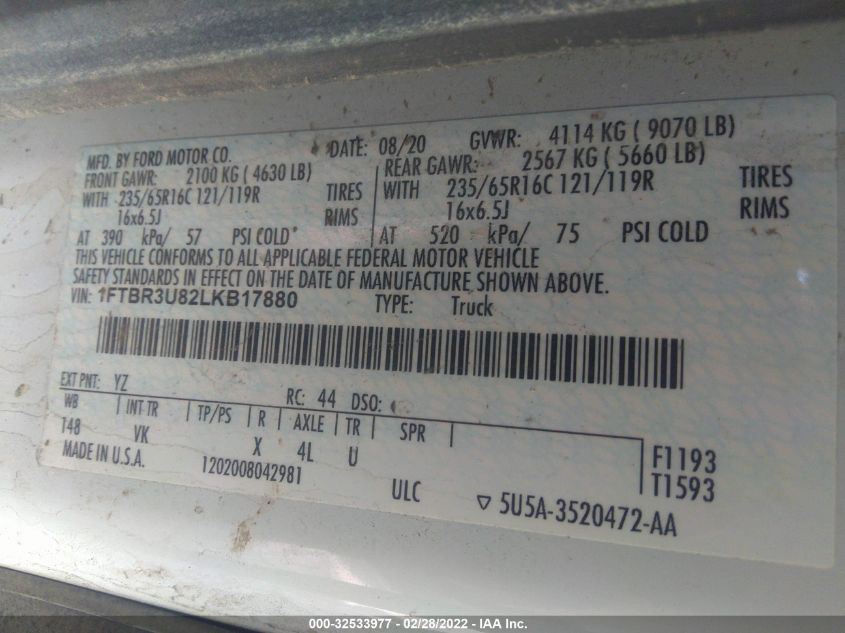 MFD. BY FORD MOTOR CO. DATE: 08/20 GVWR: 4114 KG ( 9070 LB)
FRONT GAWR: 2100 KG ( 4630 LB) REAR GAWR: 2567 KG ( 5660 LB)
WITH 235/65R16C 121/119R TIRES WITH 235/65R16C 121/119R TIRES
16x6.5J RIMS 16x6.5J RIMS
AT 390 kPa/ 57 PSI COLD AT 520 kPa/ 75 PSI COLD
THIS VEHICLE CONFORMS TO ALL APPLICABLE FEDERAL MOTOR VEHICLE
SAFETY STANDARDS IN EFFECT ON THE DATE OF MANUFACTURE SHOWN ABOVE.
VIN: 1FTBR3U82LKB17880 TYPE: Truck
EXT PNT: YZ RC: 44 DSO:
WB INT TR TP/PS R AXLE TR SPR
148 VK X 4L U F1193
MADE IN U.S.A. 1202008042981 T1593
ULC ▽ 5U5A-3520472-AA
000-32533977 - 02/28/2022 - IAA Inc.